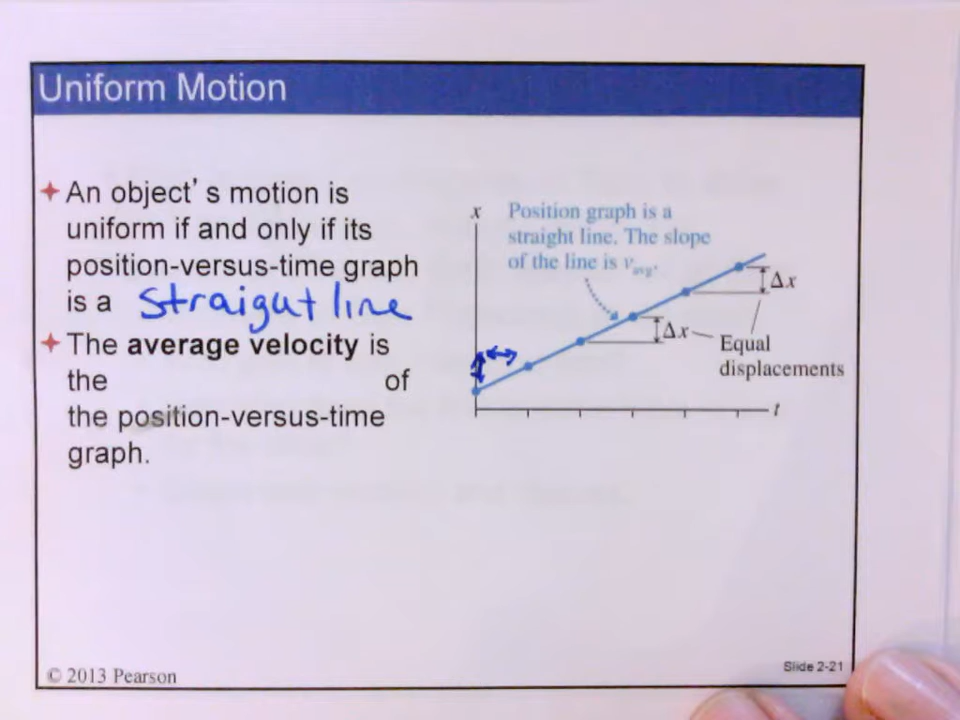 Uniform Motion
An object's motion is
uniform if and only if its
position-versus-time graph
is a straight line
The average velocity is
the of
the position-versus-time
graph.
x
Position graph is a
straight line. The slope
of the line is vavg.
Δx
Δx
Equal
displacements
t
© 2013 Pearson
Slide 2-21